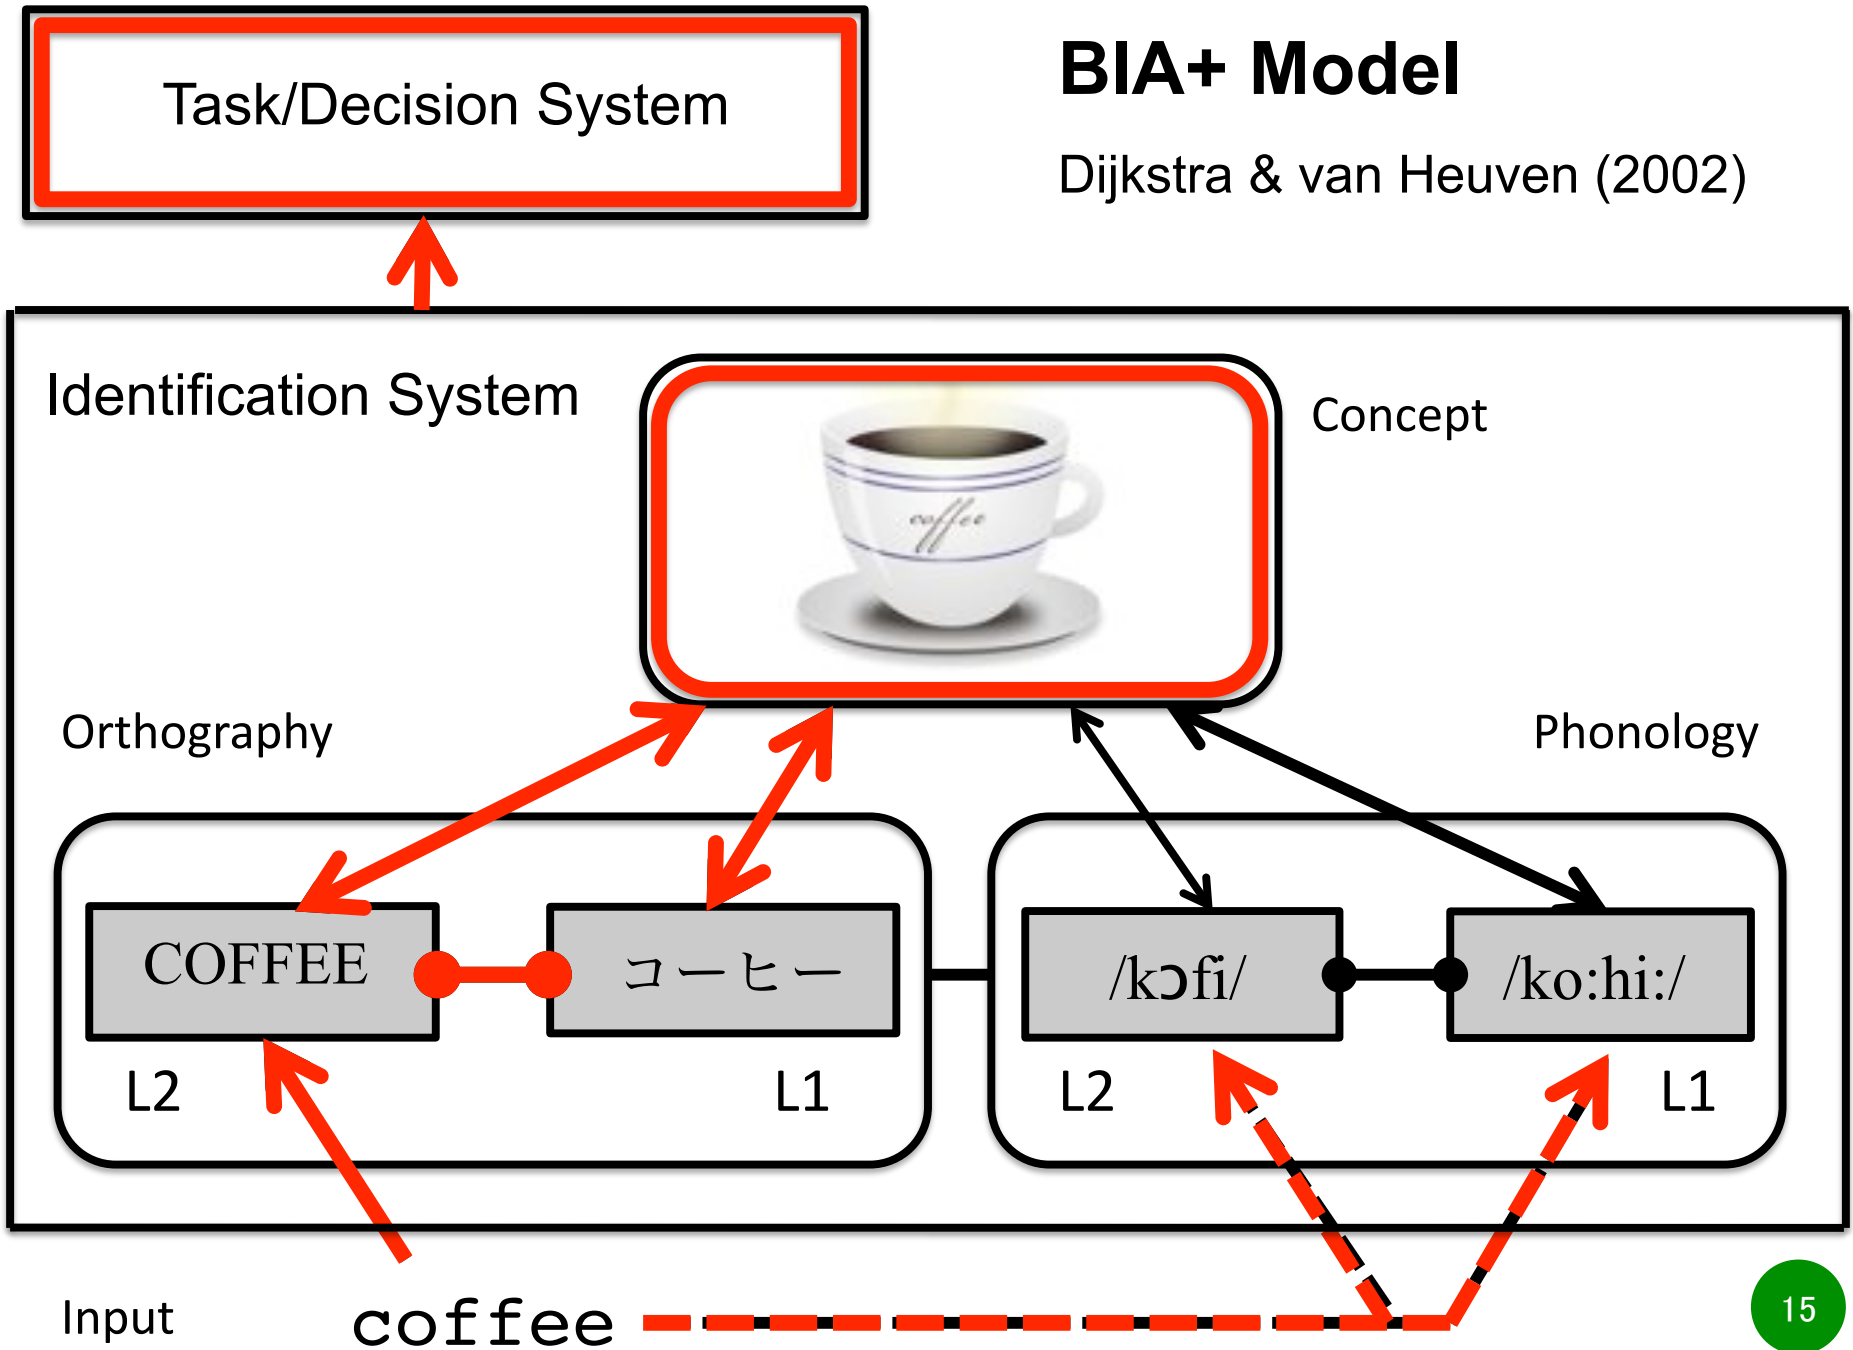 Task/Decision System
BIA+ Model
Dijkstra & van Heuven (2002)
Identification System
Concept
coffee
Orthography
Phonology
COFFEE
コーヒー
/kɔfi/
/ko:hi:/
L2
L1
L2
L1
Input
coffee
15